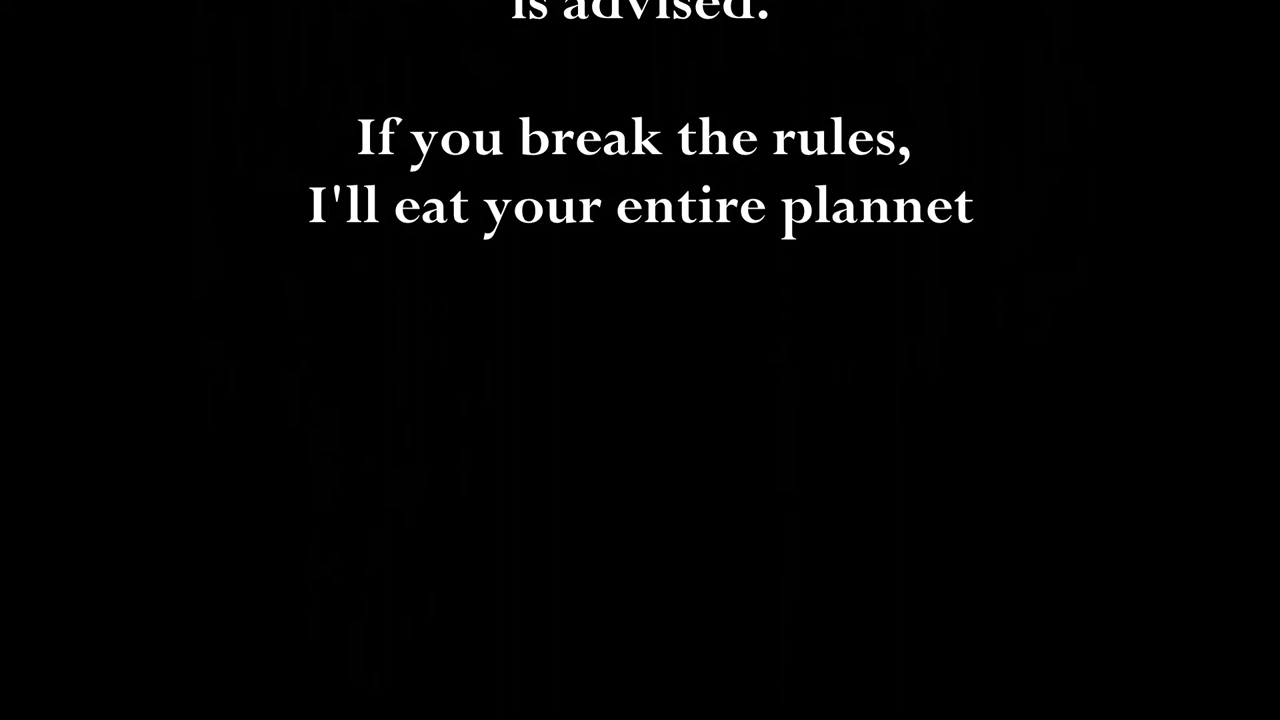 is advised.
If you break the rules,
I'll eat your entire plannet